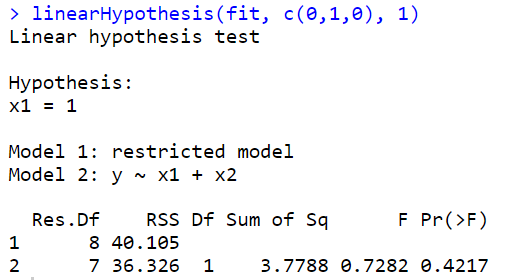 > linearHypothesis(fit, c(0,1,0), 1)
Linear hypothesis test
Hypothesis:
x1 = 1
Model 1: restricted model
Model 2: y ~ x1 + x2
Res.Df RSS Df Sum of Sq F Pr(>F)
1 8 40.105
2 7 36.326 1 3.7788 0.7282 0.4217